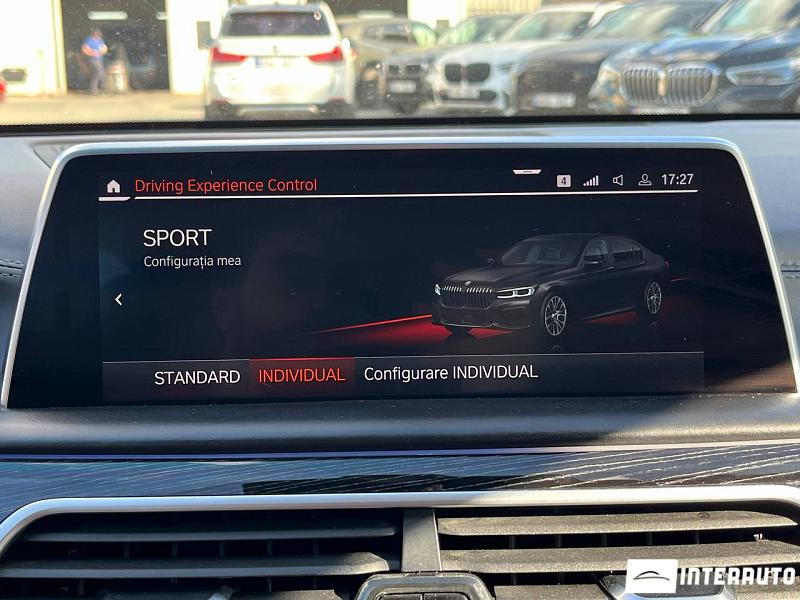 Driving Experience Control
4
17:27
SPORT
Configurația mea
STANDARD INDIVIDUAL Configurare INDIVIDUAL
INTERAUTO